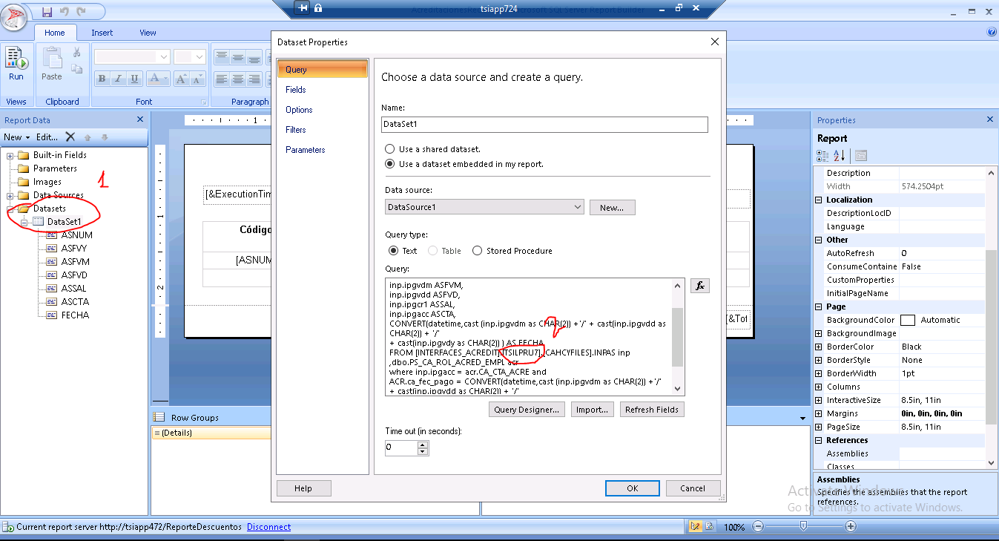 tsiapp724
AcreditacionesRe
Microsoft SQL Server Report Builder
Home Insert View
Run
Paste
Views Clipboard Font Paragraph
Report Data
New Edit...
Built-in Fields
Parameters
Images
1
Data Sources
Datasets
DataSet1
ASNUM
ASFVY
ASFVM
ASFVD
ASSAL
ASCTA
FECHA
1
2
[&ExecutionTim
Código
[ASNUM
[&Tot
Row Groups
(Details)
Dataset Properties
Query
Fields
Options
Filters
Parameters
Choose a data source and create a query.
Name:
DataSet1
Use a shared dataset.
Use a dataset embedded in my report.
Data source:
DataSource1 New...
Query type:
Text Table Stored Procedure
Query:
inp.ipgvdm ASFVM,
inp.ipgvdd ASFVD,
inp.ipgcr1 ASSAL,
inp.ipgacc ASCTA,
CONVERT(datetime,cast (inp.ipgvdm as CHAR(2)) +'/' + cast(inp.ipgvdd as
CHAR(2)) + '/'
+ cast(inp.ipgvdy as CHAR(2)) ) AS FECHA
2
FROM [INTERFACES_ACREDIT].[TSILPRU7].[CAHCYFILES].INPAS inp
,dbo.PS_CA_ROL_ACRED_EMPL acr
where inp.ipgacc = acr.CA_CTA_ACRE and
ACR.ca_fec_pago = CONVERT(datetime,cast (inp.ipgvdm as CHAR(2)) +'/'
+ cast(inp.ipgvdd as CHAR(2)) + '/'
fx
Query Designer... Import... Refresh Fields
Time out (in seconds):
0
Help OK Cancel
Properties
Report
Description
Width 574.2504pt
Localization
DescriptionLocID
Language
Other
AutoRefresh 0
ConsumeContaine False
CustomProperties
InitialPageName
Page
BackgroundColor Automatic
BackgroundImage
BorderColor Black
BorderStyle None
BorderWidth 1pt
Columns
InteractiveSize 8.5in, 11in
Margins 0in, 0in, 0in, 0in
PageSize 8.5in, 11in
References
Assemblies
Classes
Assemblies
Specifies the assemblies that the report
references.
Activate Windows
Go to Settings to activate Windows.
Current report server http://tsiapp472/ReporteDescuentos Disconnect
100%